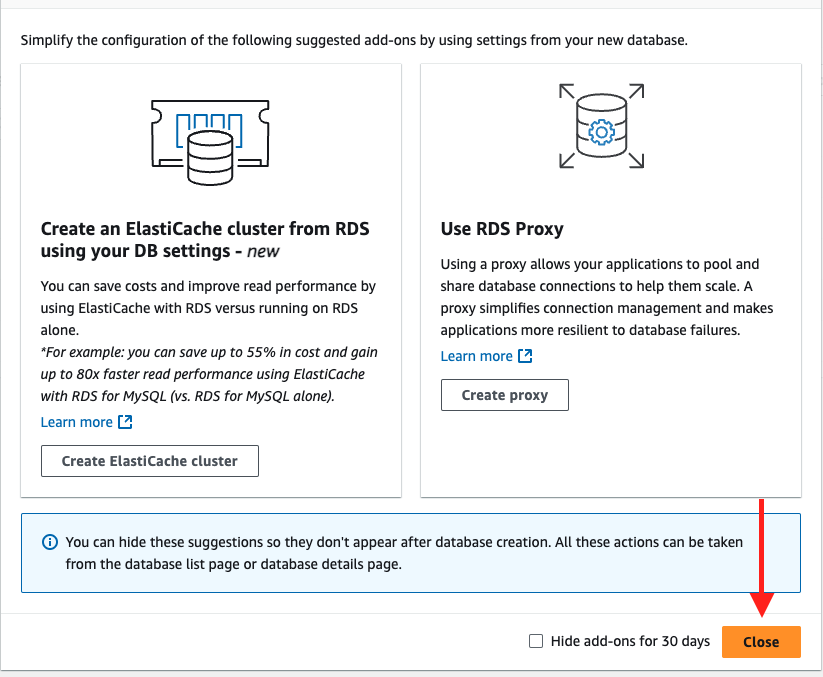 Simplify the configuration of the following suggested add-ons by using settings from your new database.
Create an ElastiCache cluster from RDS
using your DB settings - new
You can save costs and improve read performance by
using ElastiCache with RDS versus running on RDS
alone.
*For example: you can save up to 55% in cost and gain
up to 80x faster read performance using ElastiCache
with RDS for MySQL (vs. RDS for MySQL alone).
Learn more
Create ElastiCache cluster
Use RDS Proxy
Using a proxy allows your applications to pool and
share database connections to help them scale. A
proxy simplifies connection management and makes
applications more resilient to database failures.
Learn more
Create proxy
You can hide these suggestions so they don't appear after database creation. All these actions can be taken
from the database list page or database details page.
Hide add-ons for 30 days
Close